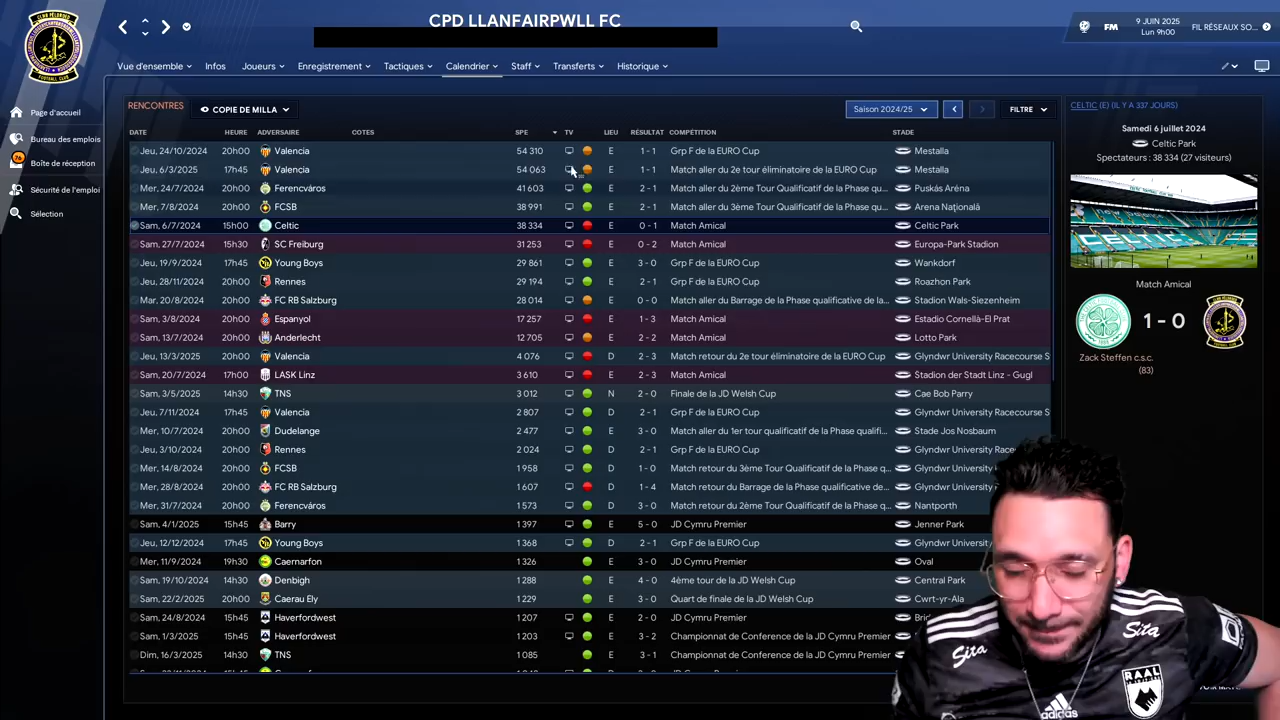 CPD LLANFAIRPWLL FC
9 JUIN 2025
Lun 9h00
FM
FIL RÉSEAUX SO...
Vue d'ensemble Infos Joueurs Enregistrement Tactiques Calendrier Staff Transferts Historique
Page d'accueil
Bureau des emplois
76
Boîte de réception
Sécurité de l'emploi
Sélection
RENCONTRES COPIE DE MILLA Saison 2024/25 FILTRE
DATE HEURE ADVERSAIRE COTES SPE TV LIEU RÉSULTAT COMPÉTITION STADE
Jeu, 24/10/2024 20h00 Valencia 54 310 E 1 - 1 Grp F de la EURO Cup Mestalla
Jeu, 6/3/2025 17h45 Valencia 54 063 E 1 - 1 Match aller du 2e tour éliminatoire de la EURO Cup Mestalla
Mer, 24/7/2024 20h00 Ferencváros 41 603 E 2 - 1 Match aller du 2ème Tour Qualificatif de la Phase qu... Puskás Aréna
Mer, 7/8/2024 20h00 FCSB 38 991 E 2 - 1 Match aller du 3ème Tour Qualificatif de la Phase qu... Arena Naţională
Sam, 6/7/2024 15h00 Celtic 38 334 E 0 - 1 Match Amical Celtic Park
Sam, 27/7/2024 15h30 SC Freiburg 31 253 E 0 - 2 Match Amical Europa-Park Stadion
Jeu, 19/9/2024 17h45 Young Boys 29 861 E 3 - 0 Grp F de la EURO Cup Wankdorf
Jeu, 28/11/2024 20h00 Rennes 29 194 E 2 - 1 Grp F de la EURO Cup Roazhon Park
Mar, 20/8/2024 20h00 FC RB Salzburg 28 014 E 0 - 0 Match aller du Barrage de la Phase qualificative de la... Stadion Wals-Siezenheim
Sam, 3/8/2024 20h00 Espanyol 17 257 E 1 - 3 Match Amical Estadio Cornellà-El Prat
Sam, 13/7/2024 20h00 Anderlecht 12 705 E 2 - 2 Match Amical Lotto Park
Jeu, 13/3/2025 20h00 Valencia 4 076 D 2 - 3 Match retour du 2e tour éliminatoire de la EURO Cup Glyndwr University Racecourse S
Sam, 20/7/2024 17h00 LASK Linz 3 610 E 2 - 3 Match Amical Stadion der Stadt Linz - Gugl
Sam, 3/5/2025 14h30 TNS 3 012 N 2 - 0 Finale de la JD Welsh Cup Cae Bob Parry
Jeu, 7/11/2024 17h45 Valencia 2 807 D 2 - 1 Grp F de la EURO Cup Glyndwr University Racecourse S
Mer, 10/7/2024 20h00 Dudelange 2 477 E 3 - 0 Match aller du 1er tour qualificatif de la Phase qualifi... Stade Jos Nosbaum
Jeu, 3/10/2024 20h00 Rennes 2 024 D 2 - 1 Grp F de la EURO Cup Glyndwr University
Mer, 14/8/2024 20h00 FCSB 1 958 D 1 - 0 Match retour du 3ème Tour Qualificatif de la Phase q... Glyndwr Univers
Mer, 28/8/2024 20h00 FC RB Salzburg 1 607 D 1 - 4 Match retour du Barrage de la Phase qualificative de... Glyndwr Univers
Mer, 31/7/2024 20h00 Ferencváros 1 573 D 3 - 0 Match retour du 2ème Tour Qualificatif de la Phase q... Nantporth
Sam, 4/1/2025 15h45 Barry 1 397 E 5 - 0 JD Cymru Premier Jenner Park
Jeu, 12/12/2024 17h45 Young Boys 1 368 D 2 - 1 Grp F de la EURO Cup Glyndwr Univers
Mer, 11/9/2024 19h30 Caernarfon 1 326 E 3 - 0 JD Cymru Premier Oval
Sam, 19/10/2024 14h30 Denbigh 1 288 E 4 - 0 4ème tour de la JD Welsh Cup Central Park
Sam, 22/2/2025 15h45 Caerau Ely 1 229 E 3 - 0 Quart de finale de la JD Welsh Cup Cwrt-yr-Ala
Sam, 24/8/2024 15h45 Haverfordwest 1 207 E 2 - 0 JD Cymru Premier
Sam, 1/3/2025 15h45 Haverfordwest 1 203 E 3 - 2 Championnat de Conference de la JD Cymru Premier
Dim, 16/3/2025 14h30 TNS 1 085 E 3 - 1 Championnat de Conference de la JD Cymru Premier
CELTIC (E) (IL Y A 337 JOURS)
Samedi 6 juillet 2024
Celtic Park
Spectateurs : 38 334 (27 visiteurs)
Match Amical
1 - 0
Zack Steffen c.s.c.
(83)
Sita
Sita
RAAL
adidas